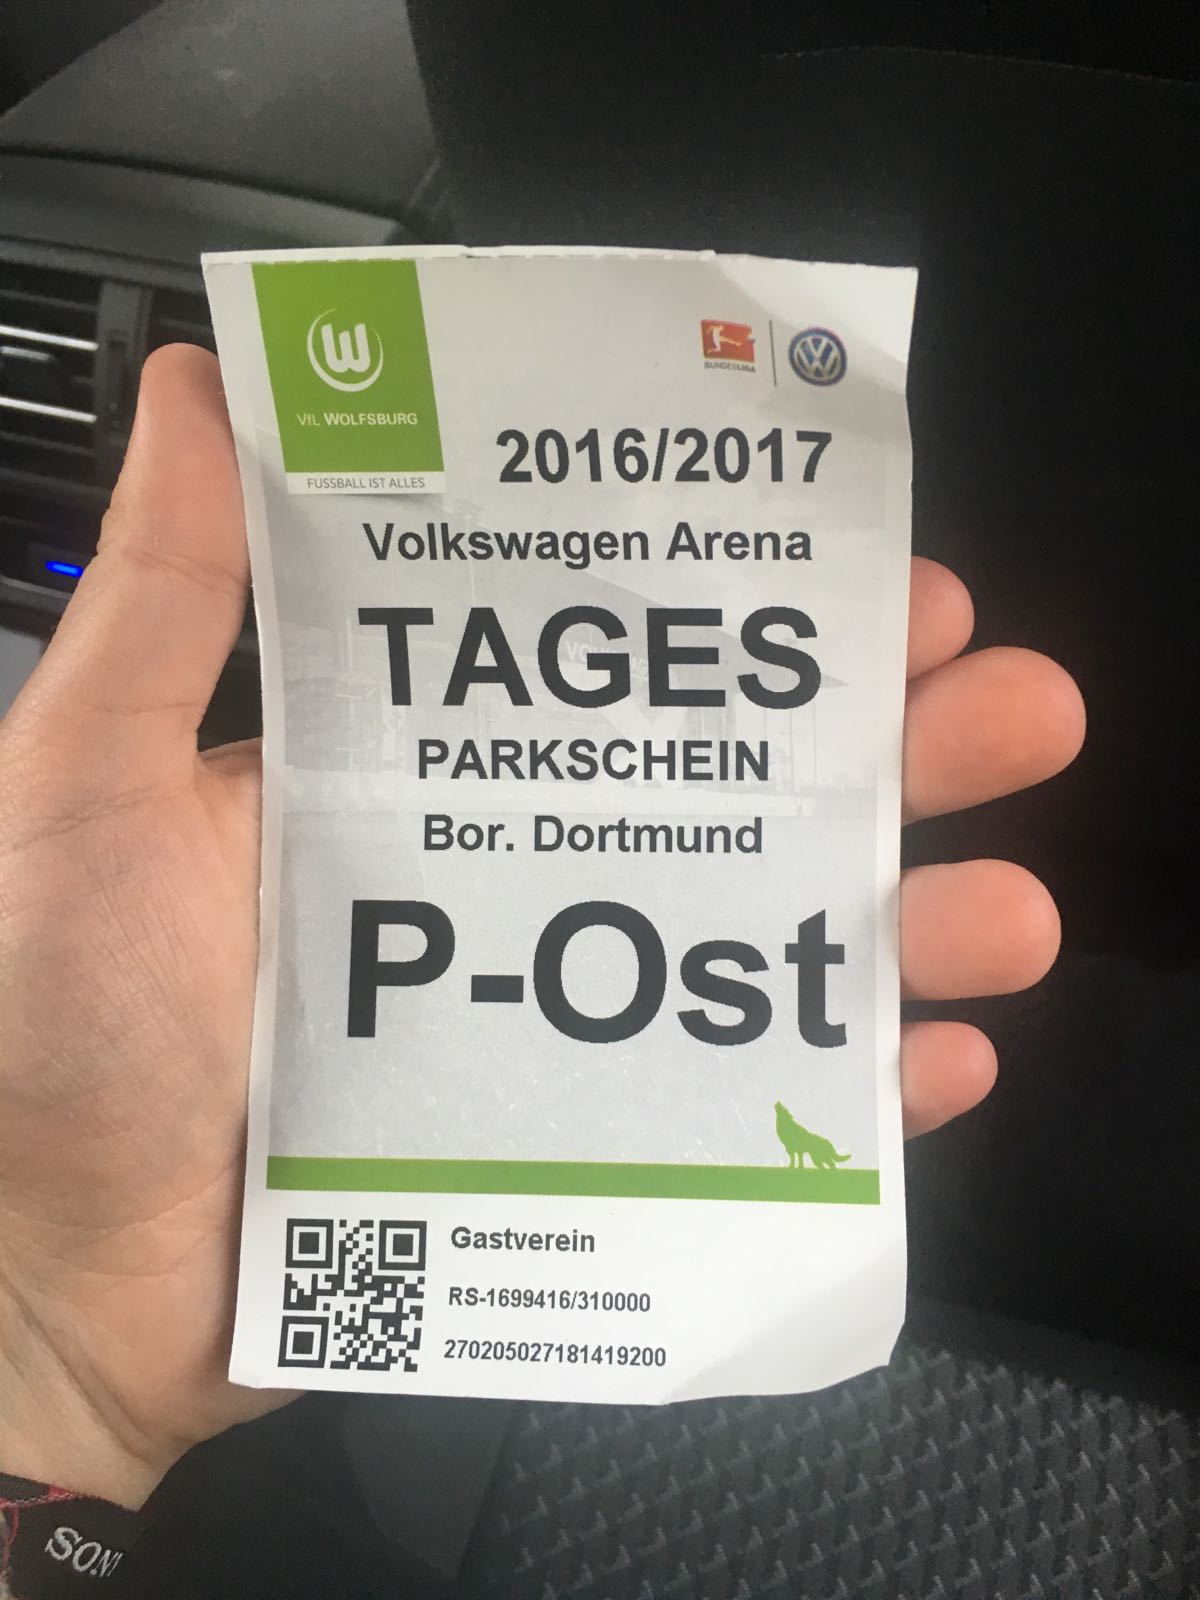 VfL WOLFSBURG
FUSSBALL IST ALLES
BUNDESLIGA
2016/2017
Volkswagen Arena
TAGES
PARKSCHEIN
Bor. Dortmund
P-Ost
Gastverein
RS-1699416/310000
270205027181419200